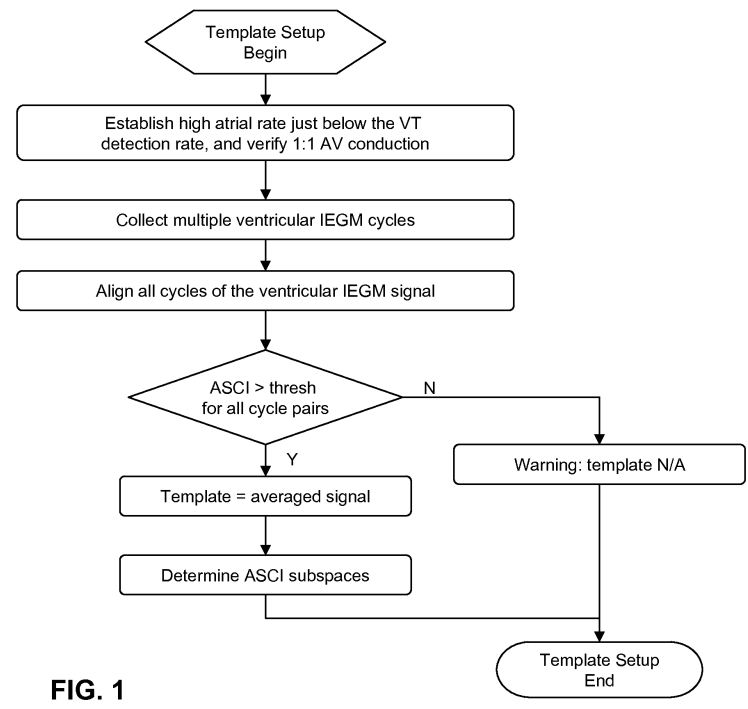 Template Setup
Begin
Establish high atrial rate just below the VT
detection rate, and verify 1:1 AV conduction
Collect multiple ventricular IEGM cycles
Align all cycles of the ventricular IEGM signal
ASCI > thresh
for all cycle pairs
N
Y
Warning: template N/A
Template = averaged signal
Determine ASCI subspaces
Template Setup
End
FIG. 1